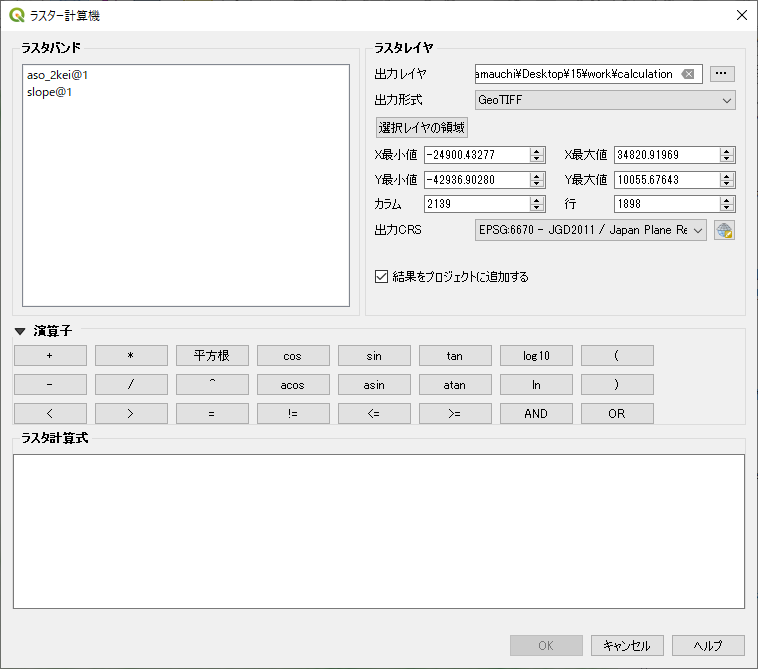 ラスター計算機
ラスタバンド
aso_2kei@1
slope@1
ラスタレイヤ
出力レイヤ amauchi¥Desktop¥15¥work¥calculation ...
出力形式 GeoTIFF
選択レイヤの領域
X最小値 -24900.43277 X最大値 34820.91969
Y最小値 -42936.90280 Y最大値 10055.67643
カラム 2139 行 1898
出力CRS EPSG:6670 - JGD2011 / Japan Plane Re
結果をプロジェクトに追加する
演算子
+ * 平方根 cos sin tan log10 (
- / ^ acos asin atan ln )
< > = != <= >= AND OR
ラスタ計算式
OK キャンセル ヘルプ